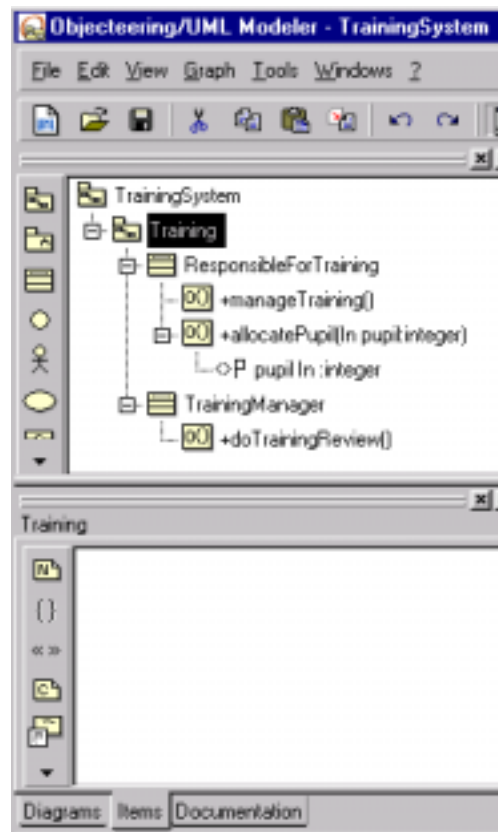 Objecteering/UML Modeler - TrainingSystem
File Edit View Graph Tools Windows ?
TrainingSystem
Training
ResponsibleForTraining
+manageTraining()
+allocatePupil(In pupil:integer)
P pupil In :integer
TrainingManager
+doTrainingReview()
Training
N
{ }
« »
C
Diagrams Items Documentation